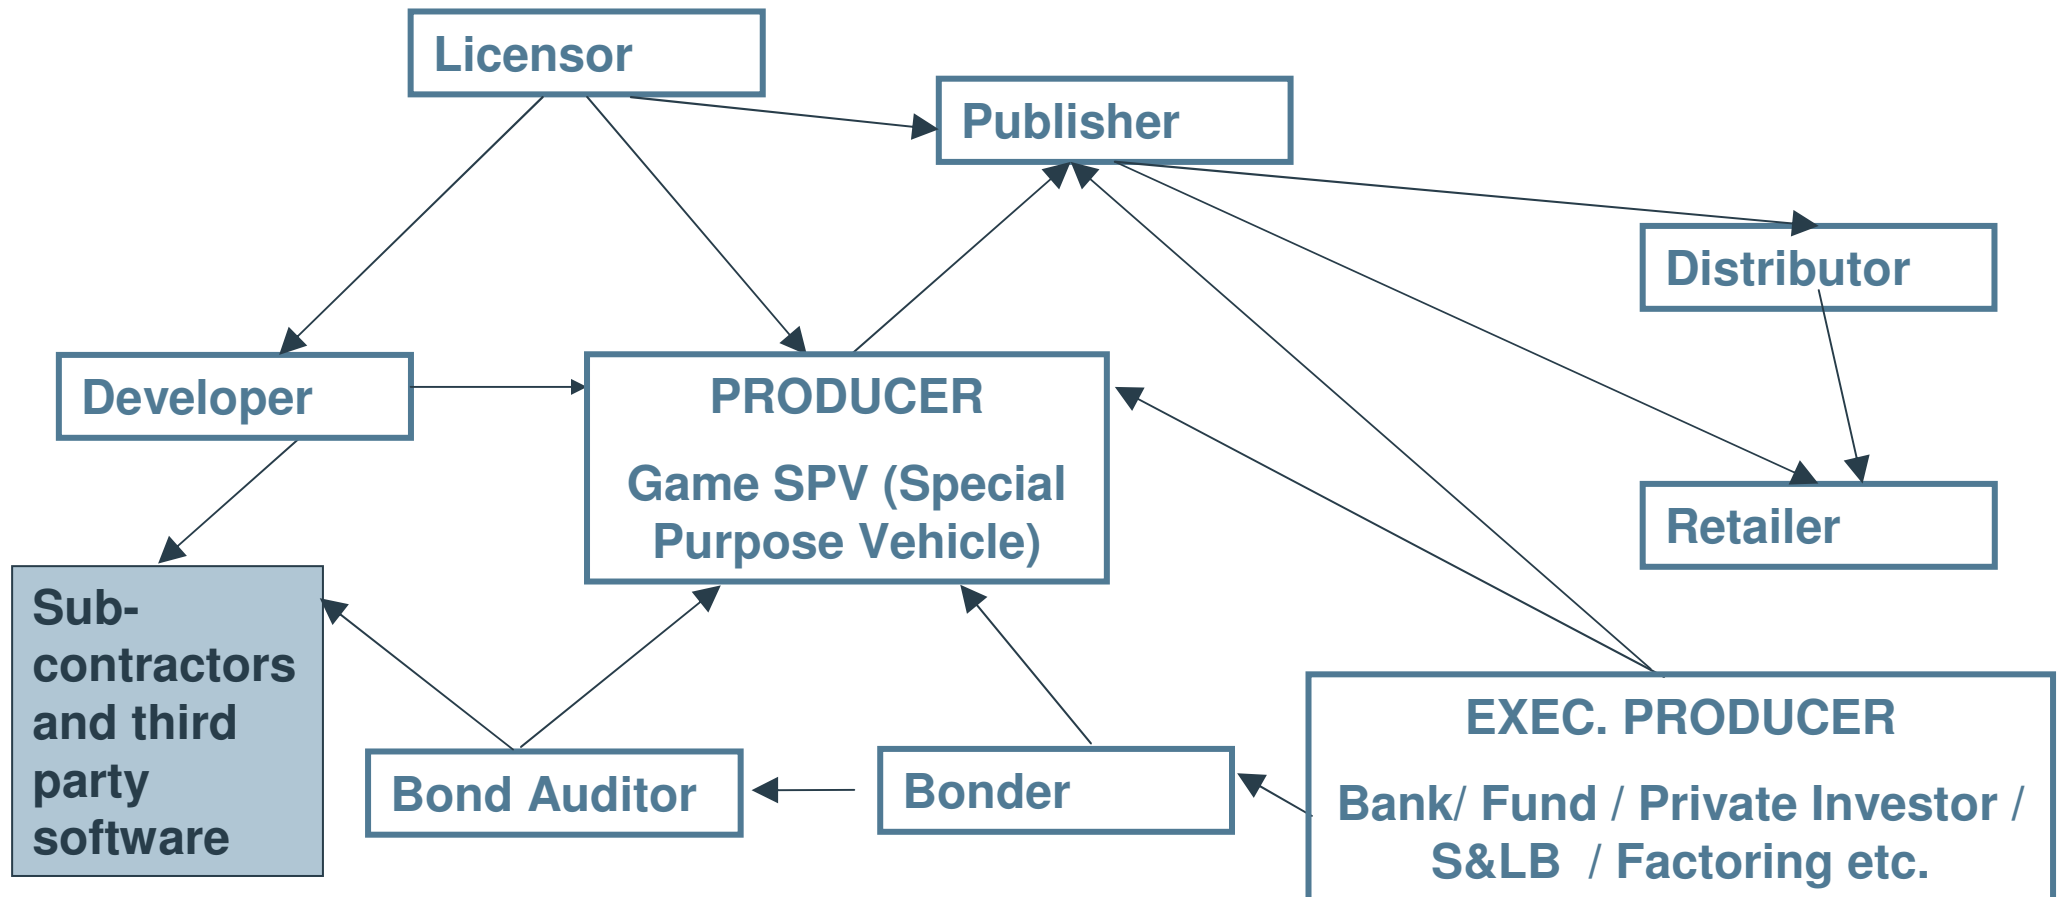 Licensor
Publisher
Distributor
Developer
PRODUCER
Game SPV (Special
Purpose Vehicle)
Retailer
Sub-
contractors
and third
party
software
Bond Auditor
Bonder
EXEC. PRODUCER
Bank/ Fund / Private Investor /
S&LB / Factoring etc.